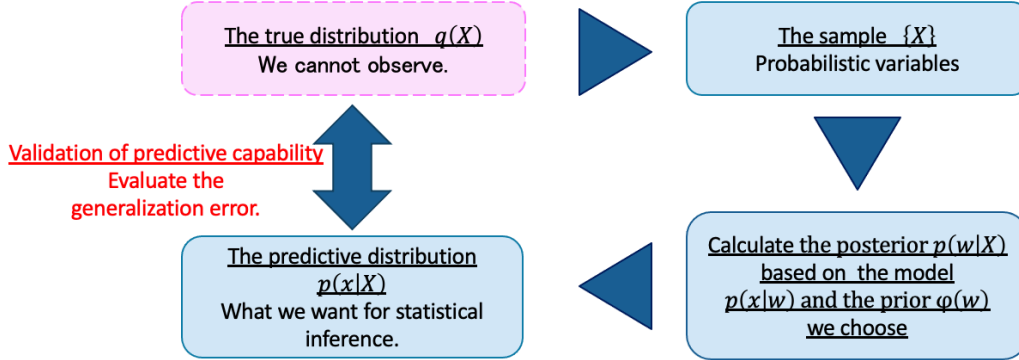 The true distribution q(X)
We cannot observe.
The sample {X}
Probabilistic variables
Validation of predictive capability
Evaluate the
generalization error.
The predictive distribution
p(x|X)
What we want for statistical
inference.
Calculate the posterior p(w|X)
based on the model
p(x|w) and the prior φ(w)
we choose